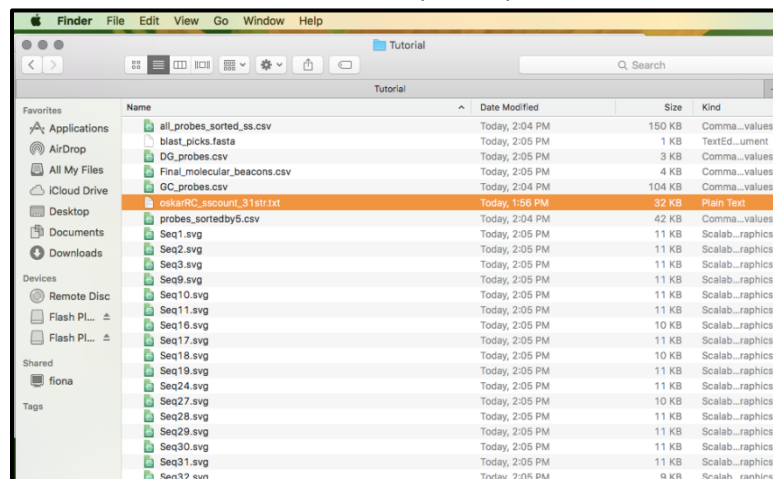 Finder File Edit View Go Window Help
Tutorial
Search
Tutorial
Favorites
Applications
AirDrop
All My Files
iCloud Drive
Desktop
Documents
Downloads
Devices
Remote Disc
Flash Pl...
Flash Pl...
Shared
fiona
Tags
Name Date Modified Size Kind
all_probes_sorted_ss.csv Today, 2:04 PM 150 KB Comma...values
blast_picks.fasta Today, 2:05 PM 1 KB TextEd...ument
DG_probes.csv Today, 2:05 PM 3 KB Comma...values
Final_molecular_beacons.csv Today, 2:05 PM 4 KB Comma...values
GC_probes.csv Today, 2:04 PM 104 KB Comma...values
oskarRC_sscount_31str.txt Today, 1:56 PM 32 KB Plain Text
probes_sortedby5.csv Today, 2:04 PM 42 KB Comma...values
Seq1.svg Today, 2:05 PM 11 KB Scalab...raphics
Seq2.svg Today, 2:05 PM 11 KB Scalab...raphics
Seq3.svg Today, 2:05 PM 11 KB Scalab...raphics
Seq9.svg Today, 2:05 PM 11 KB Scalab...raphics
Seq10.svg Today, 2:05 PM 11 KB Scalab...raphics
Seq11.svg Today, 2:05 PM 11 KB Scalab...raphics
Seq16.svg Today, 2:05 PM 10 KB Scalab...raphics
Seq17.svg Today, 2:05 PM 11 KB Scalab...raphics
Seq18.svg Today, 2:05 PM 10 KB Scalab...raphics
Seq19.svg Today, 2:05 PM 11 KB Scalab...raphics
Seq24.svg Today, 2:05 PM 11 KB Scalab...raphics
Seq27.svg Today, 2:05 PM 10 KB Scalab...raphics
Seq28.svg Today, 2:05 PM 11 KB Scalab...raphics
Seq29.svg Today, 2:05 PM 11 KB Scalab...raphics
Seq30.svg Today, 2:05 PM 11 KB Scalab...raphics
Seq31.svg Today, 2:05 PM 11 KB Scalab...raphics
Seq32.svg Today, 2:05 PM 9 KB Scalab...raphics